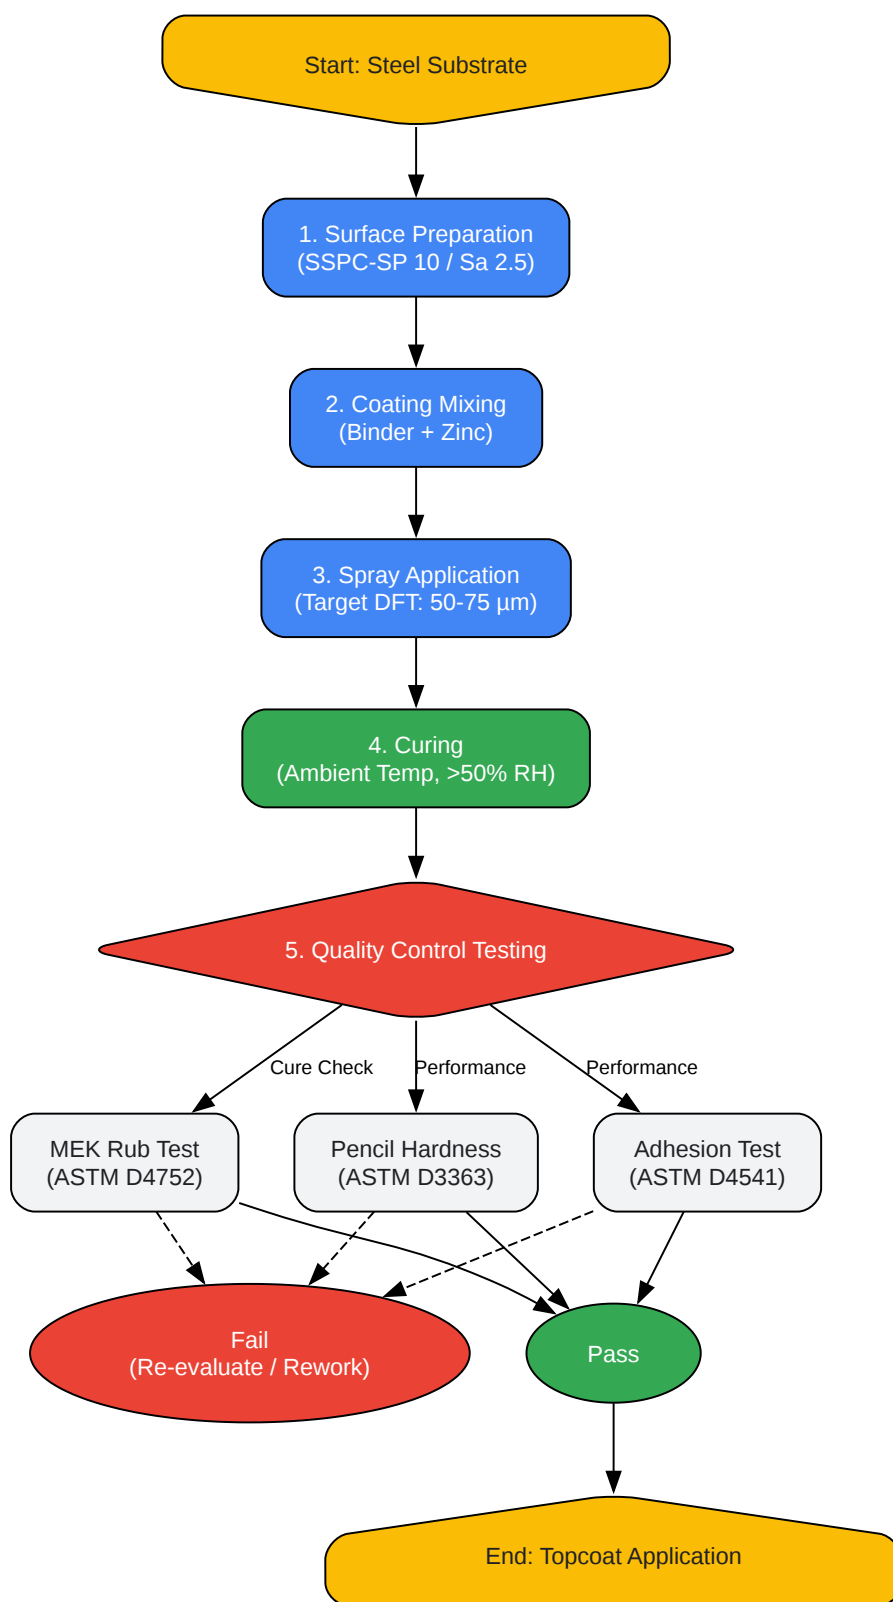 Start: Steel Substrate
1. Surface Preparation
(SSPC-SP 10 / Sa 2.5)
2. Coating Mixing
(Binder + Zinc)
3. Spray Application
(Target DFT: 50-75 µm)
4. Curing
(Ambient Temp, >50% RH)
5. Quality Control Testing
Cure Check
Performance
Performance
MEK Rub Test
(ASTM D4752)
Pencil Hardness
(ASTM D3363)
Adhesion Test
(ASTM D4541)
Fail
(Re-evaluate / Rework)
Pass
End: Topcoat Application